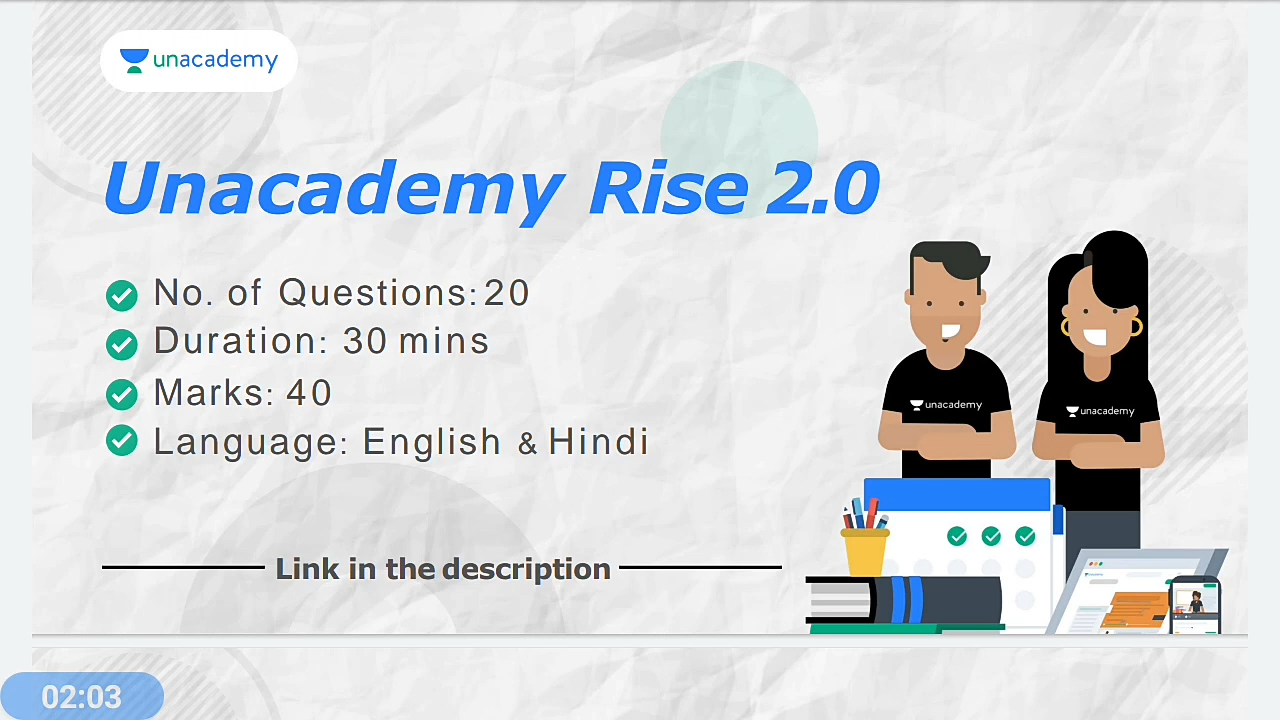 unacademy
Unacademy Rise 2.0
No. of Questions: 20
Duration: 30 mins
Marks: 40
Language: English & Hindi
unacademy
unacademy
Link in the description
02:03